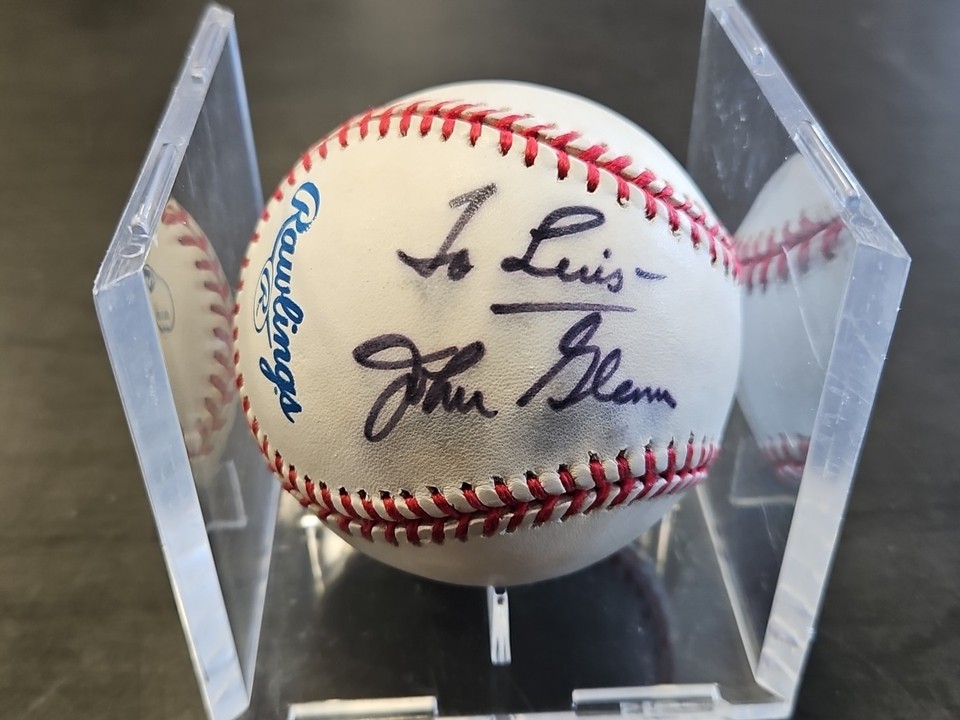 Rawlings
R
To Luis-
John Glenn